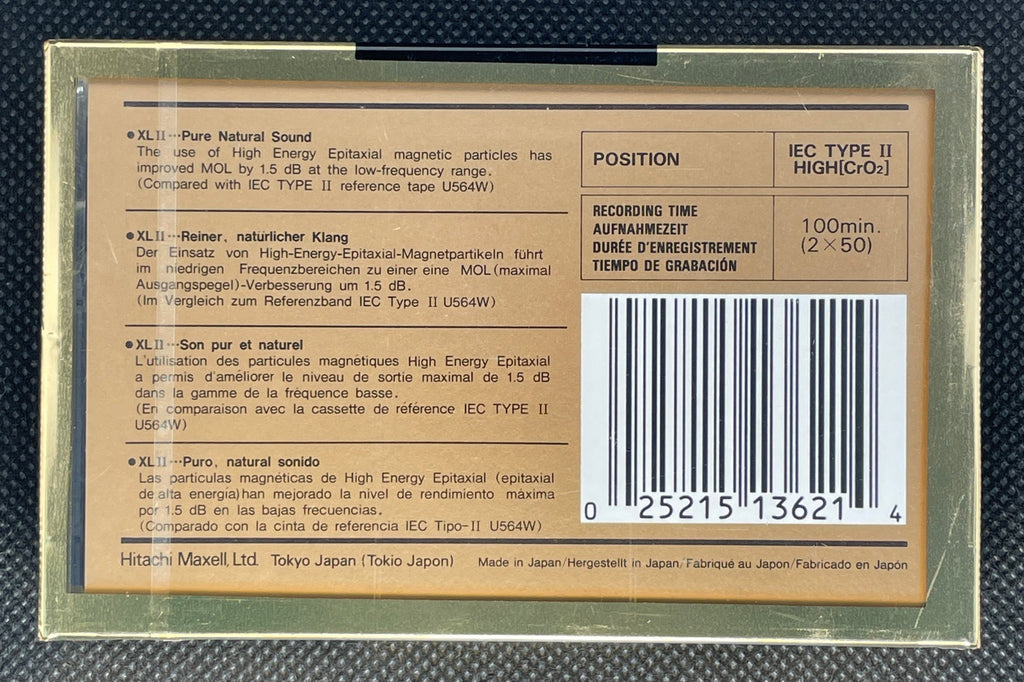 ●XLII···Pure Natural Sound
The use of High Energy Epitaxial magnetic particles has
improved MOL by 1.5 dB at the low-frequency range.
(Compared with IEC TYPE II reference tape U564W)
●XLII···Reiner, natürlicher Klang
Der Einsatz von High-Energy-Epitaxial-Magnetpartikeln führt
im niedrigen Frequenzbereichen zu einer eine MOL (maximal
Ausgangspegel)-Verbesserung um 1.5 dB.
(Im Vergleich zum Referenzband IEC Type II U564W)
●XLII···Son pur et naturel
L'utilisation des particules magnétiques High Energy Epitaxial
a permis d'améliorer le niveau de sortie maximal de 1.5 dB
dans la gamme de la fréquence basse.
(En comparaison avec la cassette de référence IEC TYPE II
U564W)
●XLII···Puro, natural sonido
Las particulas magnéticas de High Energy Epitaxial (epitaxial
de alta energia) han mejorado la nivel de rendimiento máxima
por 1.5 dB en las bajas frecuencias.
(Comparado con la cinta de referencia IEC Tipo-II U564W)
POSITION
IEC TYPE II
HIGH[CrO₂]
RECORDING TIME
AUFNAHMEZEIT
DURÉE D'ENREGISTREMENT
TIEMPO DE GRABACIÓN
100min.
(2×50)
0 25215 13621 4
Hitachi Maxell, Ltd. Tokyo Japan (Tokio Japon)
Made in Japan/Hergestellt in Japan/Fabriqué au Japon/Fabricado en Japón